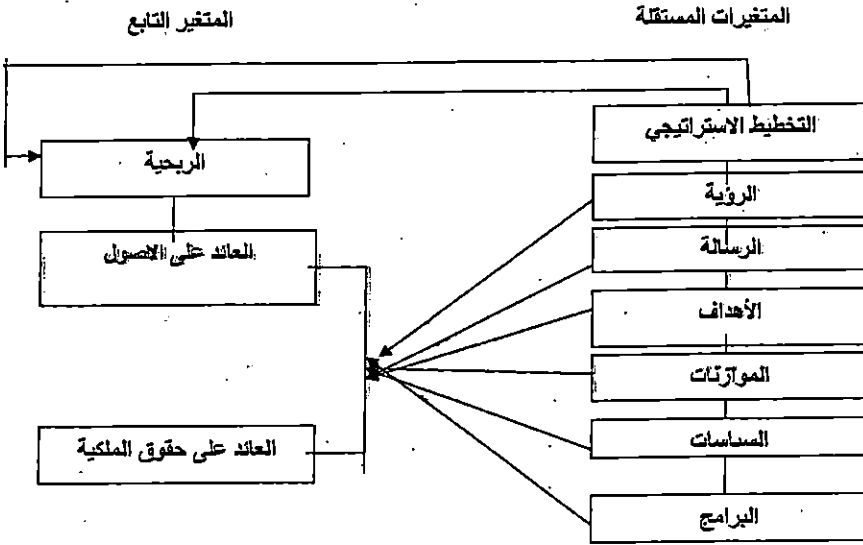 المتغيرات المستقلة
المتغير التابع
التخطيط الاستراتيجي
الربحية
الرؤية
الرسالة
العائد على الاصول
الأهداف
الموازنات
السياسات
العائد على حقوق الملكية
البرامج